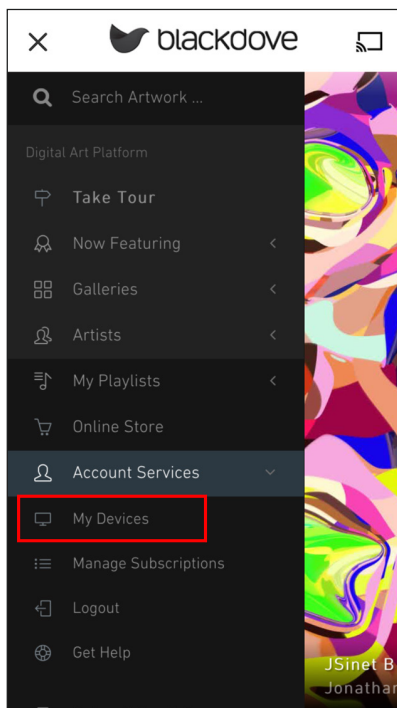 blackdove
Search Artwork ...
Digital Art Platform
Take Tour
Now Featuring
Galleries
Artists
My Playlists
Online Store
Account Services
My Devices
Manage Subscriptions
Logout
Get Help
JSinet B
Jonathan